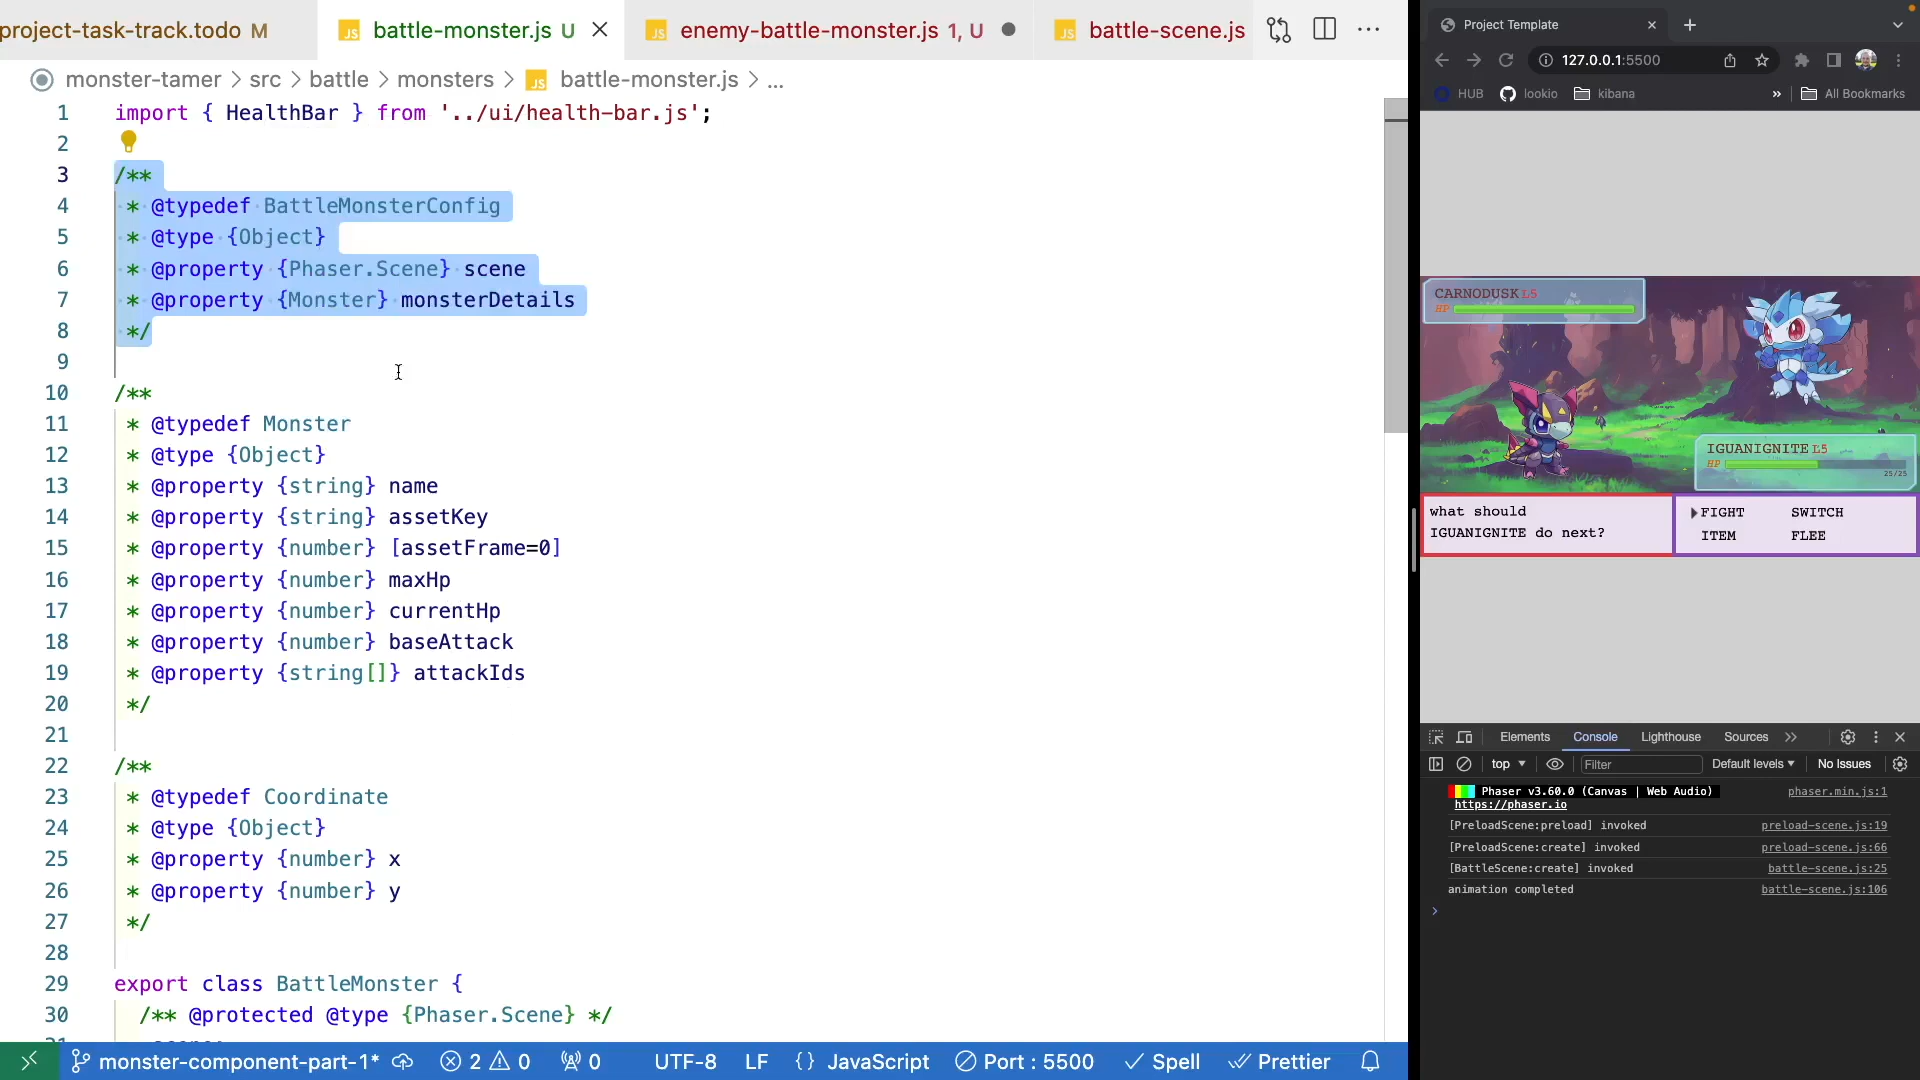 project-task-track.todo M
battle-monster.js U
enemy-battle-monster.js 1, U
battle-scene.js
monster-tamer > src > battle > monsters > JS battle-monster.js > ...
1 import { HealthBar } from '../ui/health-bar.js';
2
3 /**
4 * @typedef BattleMonsterConfig
5 * @type {Object}
6 * @property {Phaser.Scene} scene
7 * @property {Monster} monsterDetails
8 */
9
10 /**
11 * @typedef Monster
12 * @type {Object}
13 * @property {string} name
14 * @property {string} assetKey
15 * @property {number} [assetFrame=0]
16 * @property {number} maxHp
17 * @property {number} currentHp
18 * @property {number} baseAttack
19 * @property {string[]} attackIds
20 */
21
22 /**
23 * @typedef Coordinate
24 * @type {Object}
25 * @property {number} x
26 * @property {number} y
27 */
28
29 export class BattleMonster {
30 /** @protected @type {Phaser.Scene} */
monster-component-part-1* 2 0 0 UTF-8 LF {} JavaScript Port : 5500 Spell Prettier
Project Template
127.0.0.1:5500
HUB lookio kibana » All Bookmarks
CARNODUSK L5
HP
IGUANIGNITE L5
HP
25/25
what should
IGUANIGNITE do next?
FIGHT SWITCH
ITEM FLEE
Elements Console Lighthouse Sources
top Filter Default levels No Issues
Phaser v3.60.0 (Canvas | Web Audio) phaser.min.js:1
https://phaser.io
[PreloadScene:preload] invoked preload-scene.js:19
[PreloadScene:create] invoked preload-scene.js:66
[BattleScene:create] invoked battle-scene.js:25
animation completed battle-scene.js:106